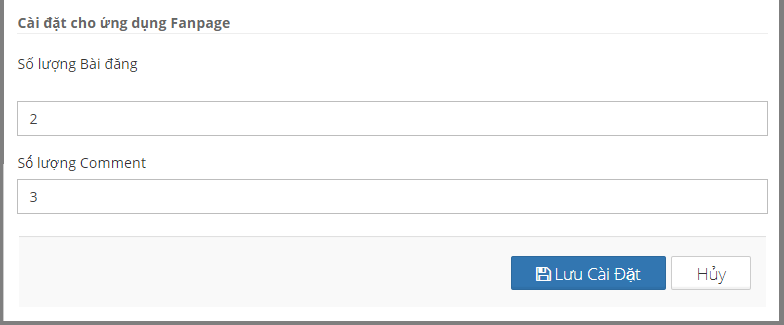 Cài đặt cho ứng dụng Fanpage
Số lượng Bài đăng
2
Số lượng Comment
3
Lưu Cài Đặt
Hủy